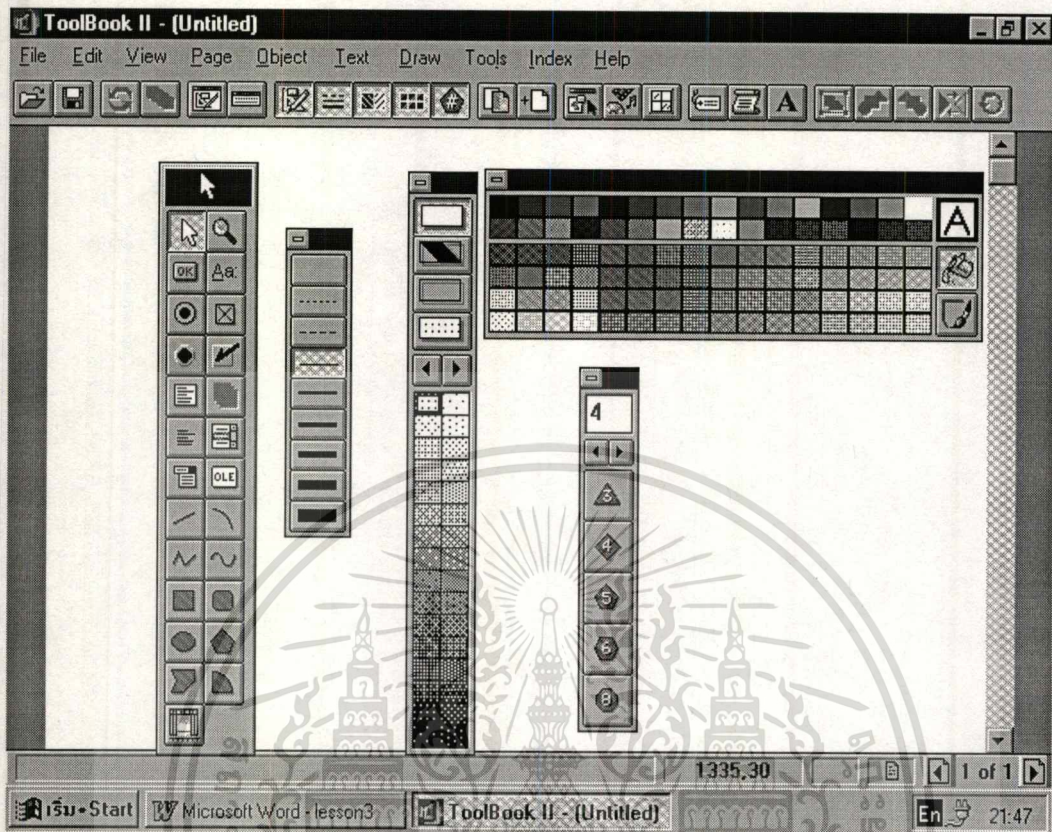 ToolBook II - (Untitled)
File Edit View Page Object Text Draw Tools Index Help
A
OK Aa:
A
4
OLE
3
4
5
6
8
1335,30 1 of 1
เริ่ม•Start Microsoft Word - lesson3 ToolBook II - (Untitled) En 21:47